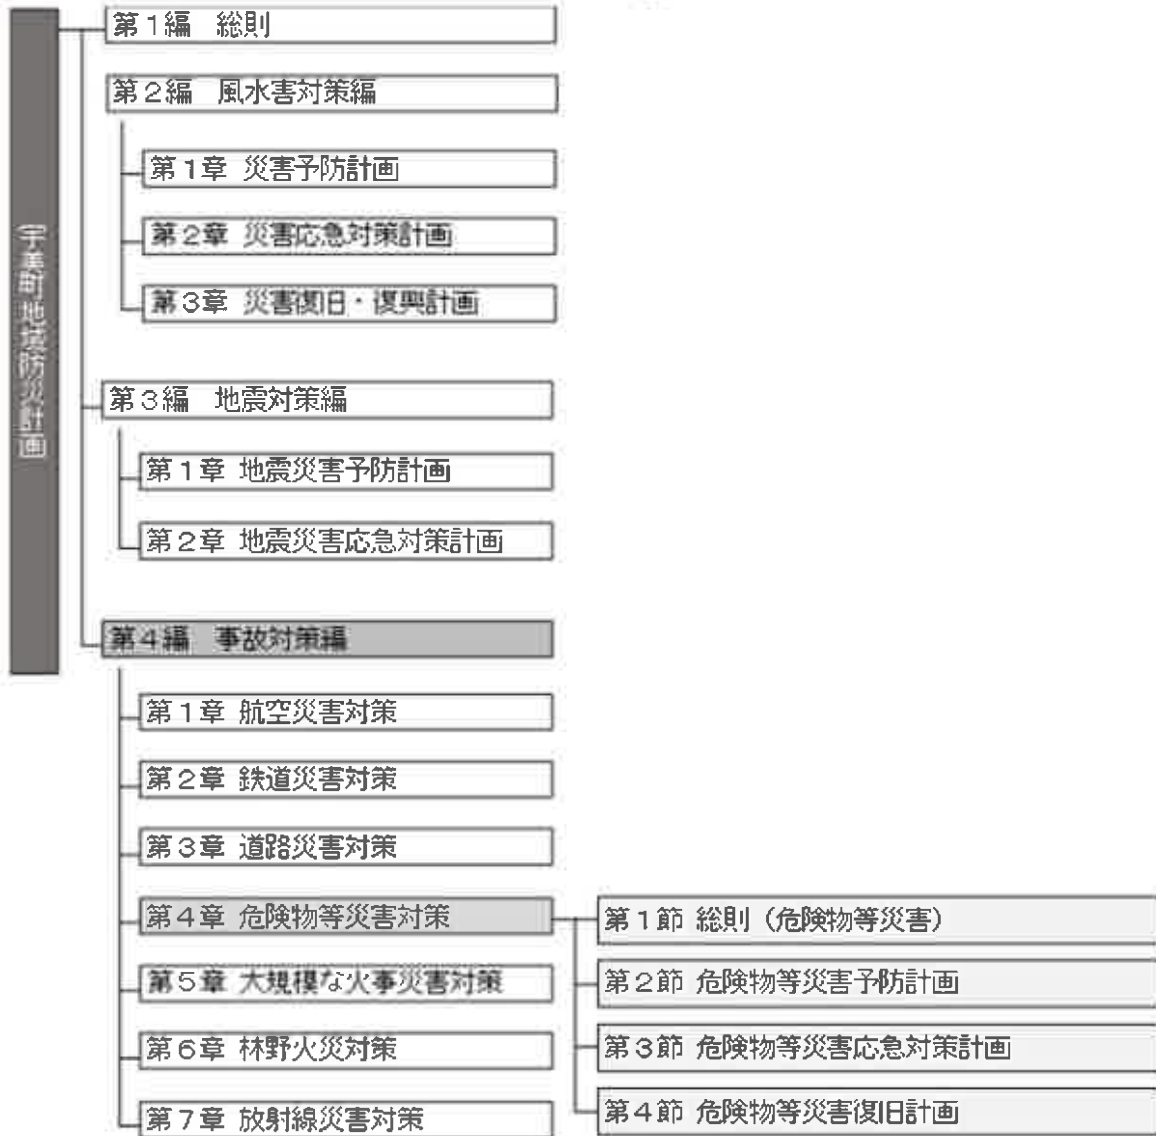 宇美町地域防災計画
第1編 総則
第2編 風水害対策編
第1章 災害予防計画
第2章 災害応急対策計画
第3章 災害復旧・復興計画
第3編 地震対策編
第1章 地震災害予防計画
第2章 地震災害応急対策計画
第4編 事故対策編
第1章 航空災害対策
第2章 鉄道災害対策
第3章 道路災害対策
第4章 危険物等災害対策
第1節 総則(危険物等災害)
第2節 危険物等災害予防計画
第3節 危険物等災害応急対策計画
第4節 危険物等災害復旧計画
第5章 大規模な火事災害対策
第6章 林野火災対策
第7章 放射線災害対策